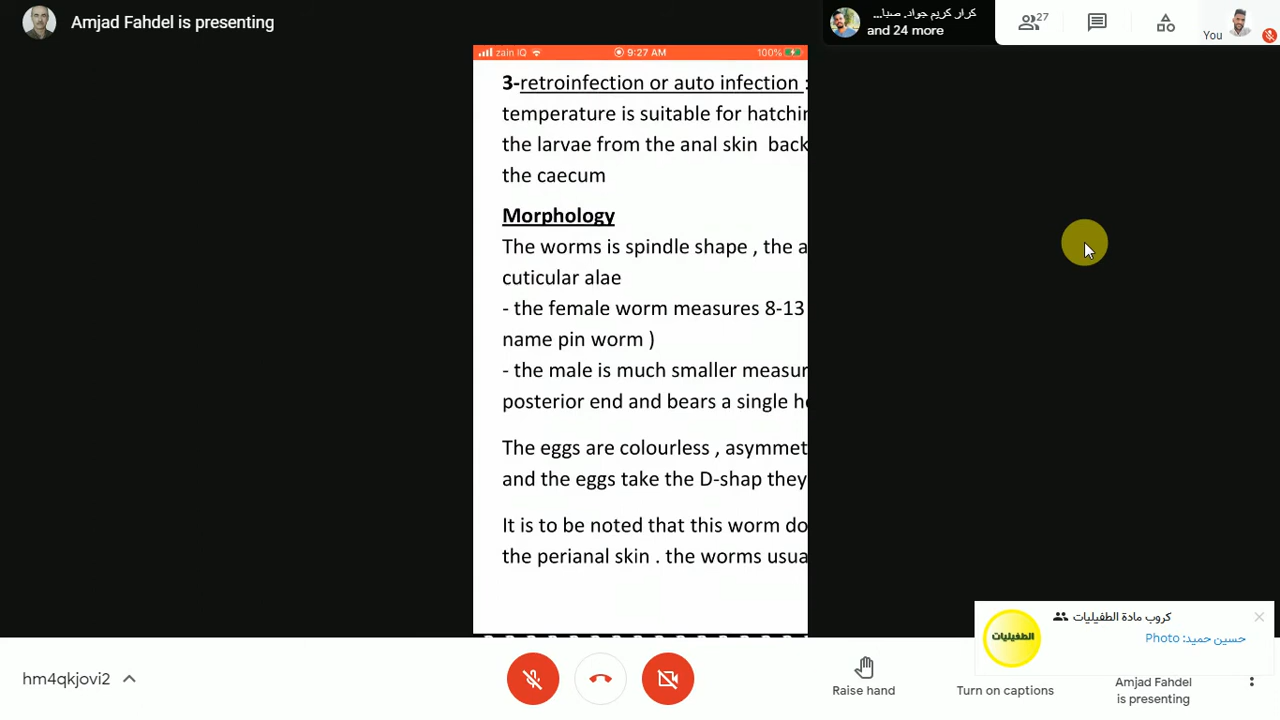 Amjad Fahdel is presenting
كرار كريم جواد. صبا...
and 24 more
27
You
zain IQ
9:27 AM
100%
3-retroinfection or auto infection :
temperature is suitable for hatchin
the larvae from the anal skin back
the caecum
Morphology
The worms is spindle shape , the a
cuticular alae
- the female worm measures 8-13
name pin worm )
- the male is much smaller measur
posterior end and bears a single h
The eggs are colourless , asymmet
and the eggs take the D-shap they
It is to be noted that this worm do
the perianal skin . the worms usua
كروب مادة الطفيليات
الطفيليات
حسين حميد: Photo
hm4qkjovi2
Raise hand
Turn on captions
Amjad Fahdel
is presenting